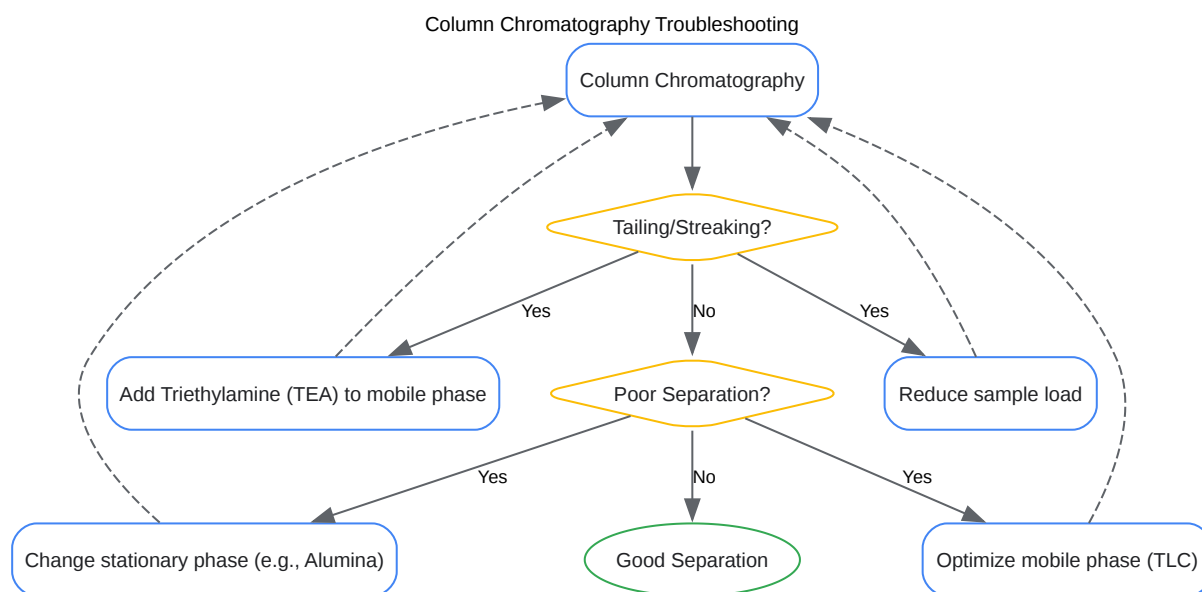 Column Chromatography Troubleshooting
Column Chromatography
Tailing/Streaking?
Yes
No
Yes
Add Triethylamine (TEA) to mobile phase
Poor Separation?
Reduce sample load
Yes
No
Yes
Change stationary phase (e.g., Alumina)
Good Separation
Optimize mobile phase (TLC)